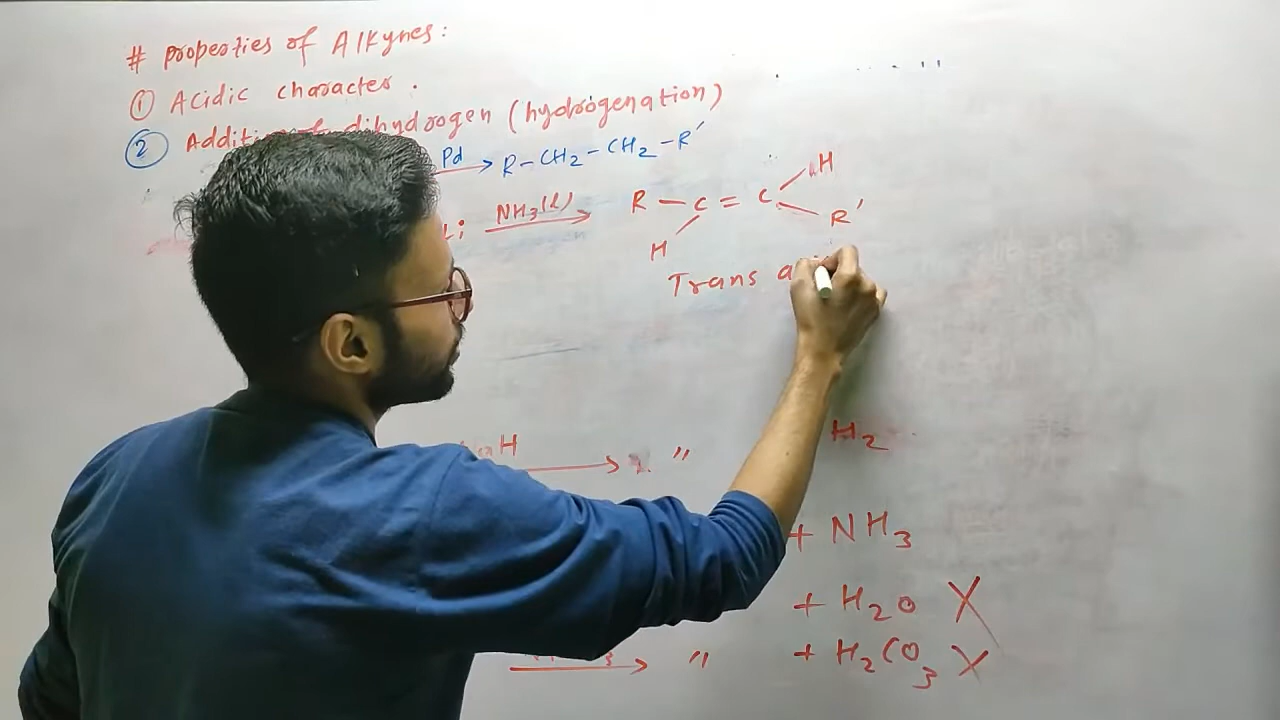 # properties of Alkynes:
① Acidic character.
② Addition of dihydrogen (hydrogenation)
Pd → R-CH2-CH2-R'
Li NH3(l) → R-C=C
H
R'
H
Trans a
H H2
→ "
+ NH3
+ H2O X
→ " + H2CO3 X